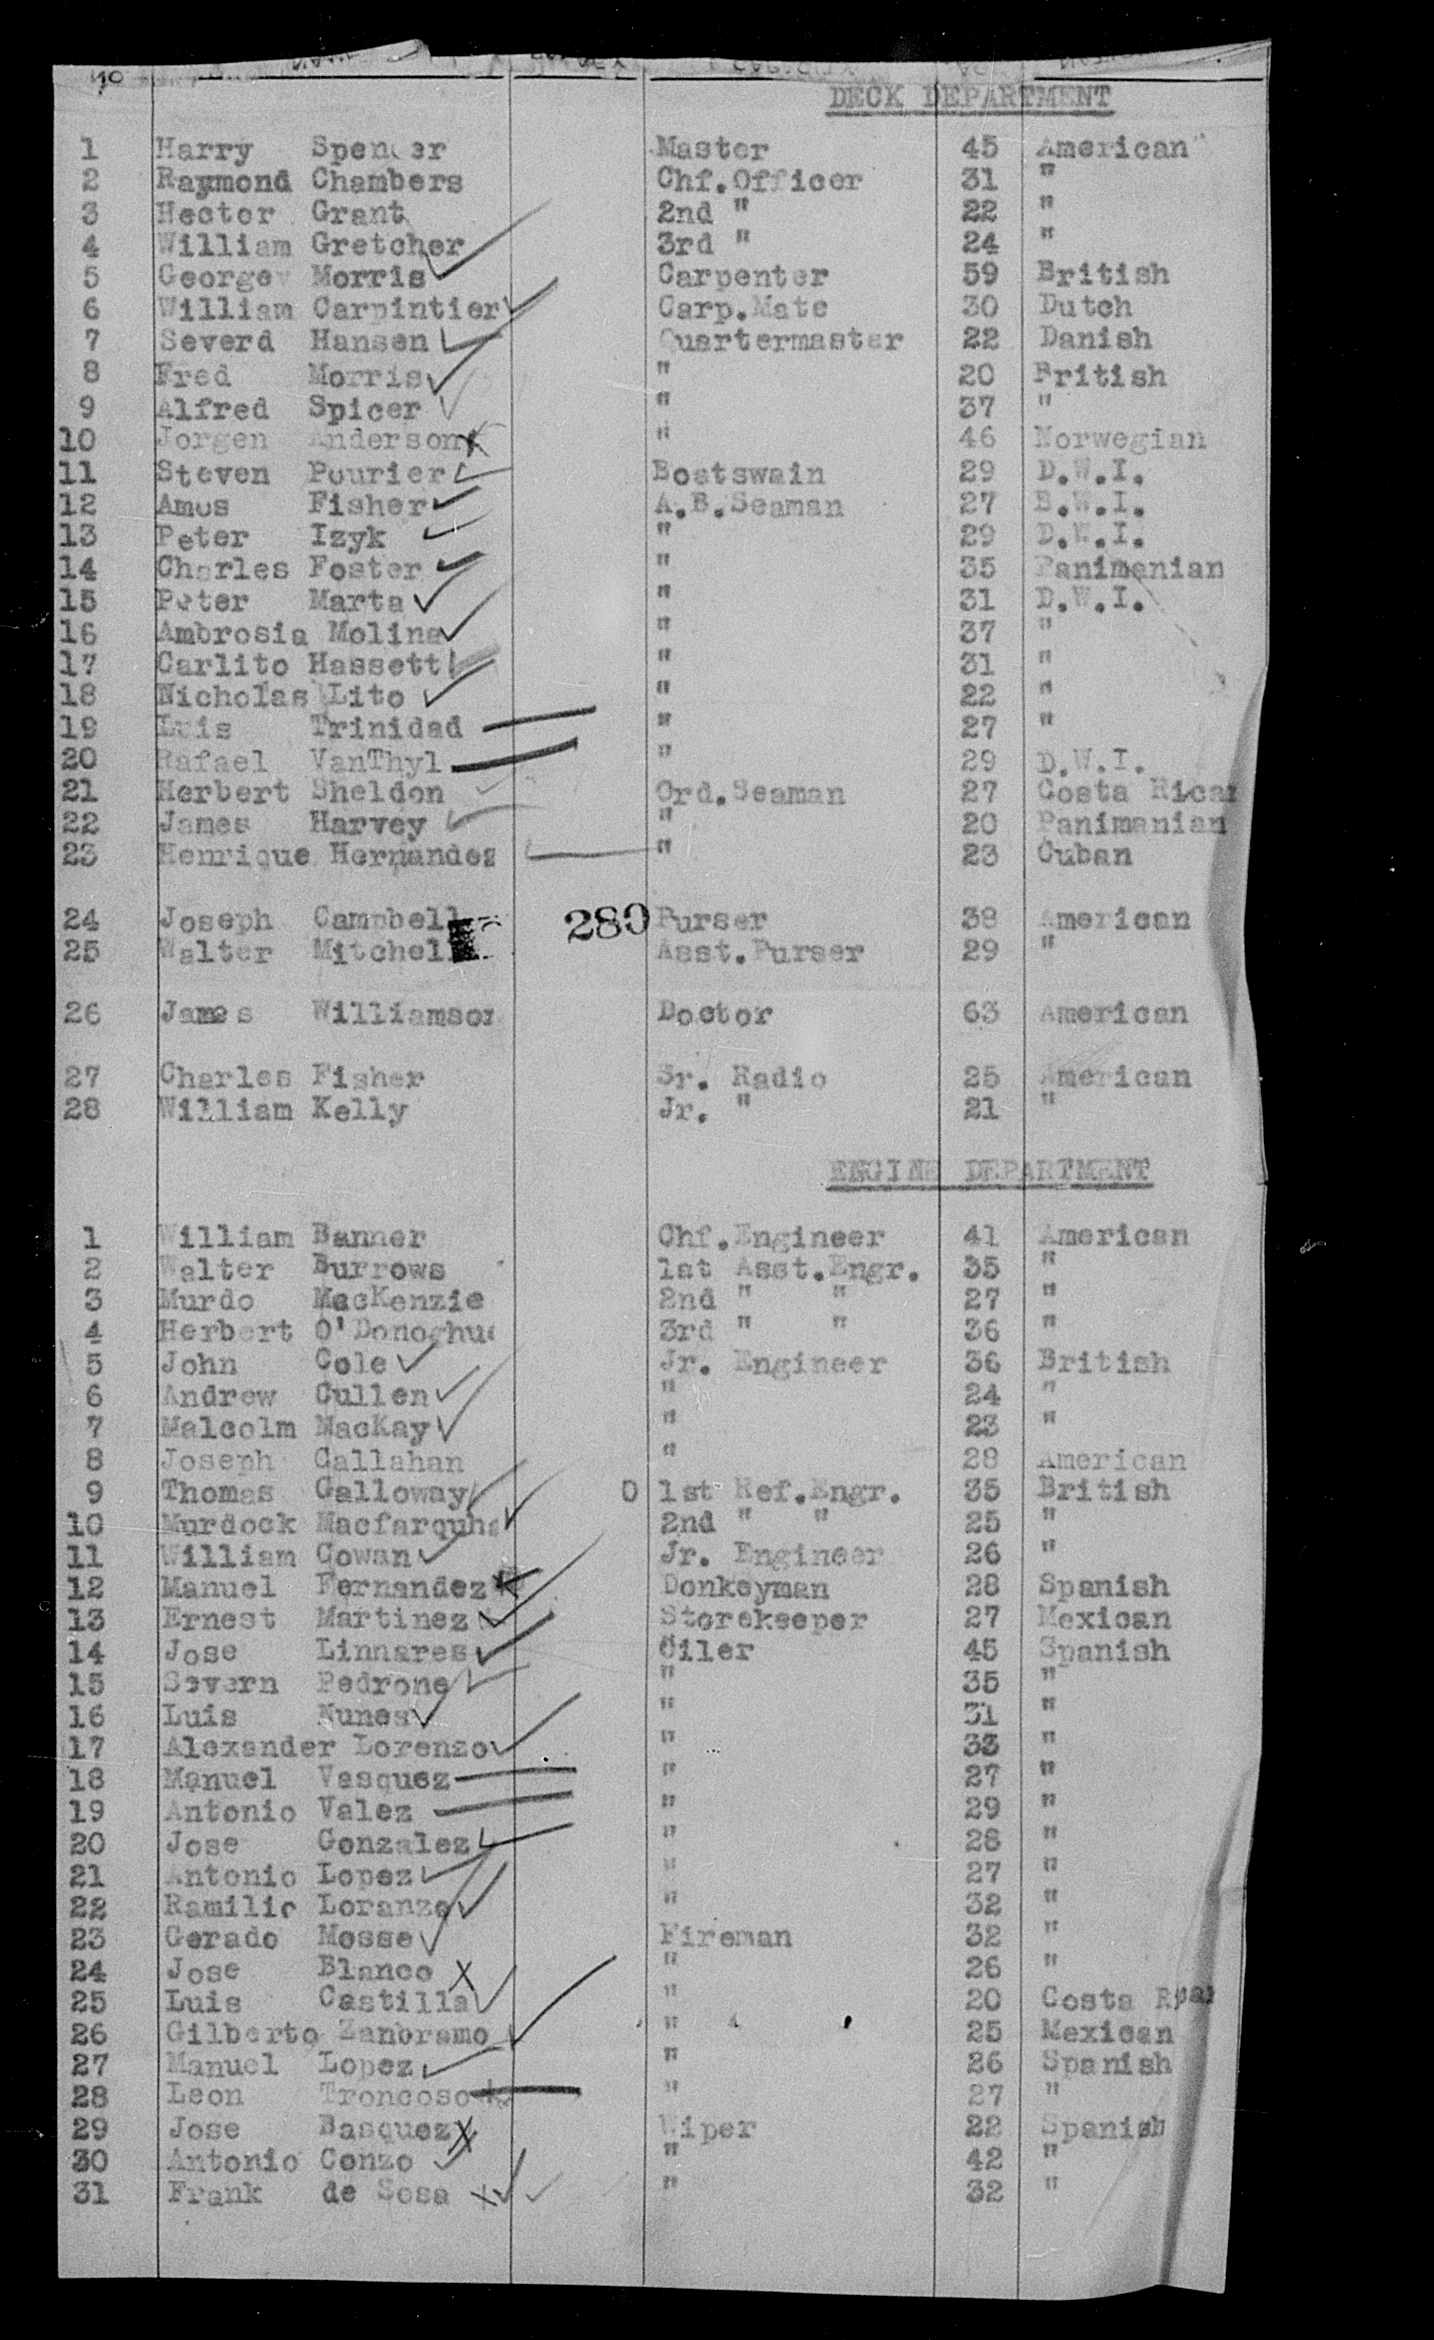 No
DECK DEPARTMENT
1 Harry Spencer Master 45 American
2 Raymond Chambers Chf.Officer 31 "
3 Hector Grant 2nd " 22 "
4 William Gretcher 3rd " 24 "
5 George Morris Carpenter 59 British
6 William Carpintier Carp.Mate 30 Dutch
7 Severd Hansen Quartermaster 22 Danish
8 Fred Morris " 20 British
9 Alfred Spicer " 37 "
10 Jorgen Anderson " 46 Norwegian
11 Steven Pourier Boatswain 29 D.W.I.
12 Amos Fisher A.B.Seaman 27 B.W.I.
13 Peter Izyk " 29 D.W.I.
14 Charles Foster " 35 Panimanian
15 Peter Marta " 31 D.W.I.
16 Ambrosia Molina " 37 "
17 Carlito Hassett " 31 "
18 Nicholas Lito " 22 "
19 Luis Trinidad " 27 "
20 Rafael VanThyl " 29 D.W.I.
21 Herbert Sheldon Ord.Seaman 27 Costa Rican
22 James Harvey " 20 Panimanian
23 Henrique Hernandez " 23 Cuban
24 Joseph Campbell 280 Purser 38 American
25 Walter Mitchell Asst.Purser 29 "
26 James Williamson Doctor 63 American
27 Charles Fisher Sr. Radio 25 American
28 William Kelly Jr. " 21 "
ENGINE DEPARTMENT
1 William Banner Chf.Engineer 41 American
2 Walter Burrows 1st Asst.Engr. 35 "
3 Murdo MacKenzie 2nd " " 27 "
4 Herbert O'Donoghue 3rd " " 36 "
5 John Cole Jr. Engineer 36 British
6 Andrew Cullen " 24 "
7 Malcolm MacKay " 23 "
8 Joseph Callahan " 28 American
9 Thomas Galloway 0 1st Ref.Engr. 35 British
10 Murdock Macfarquha 2nd " " 25 "
11 William Cowan Jr. Engineer 26 "
12 Manuel Fernandez Donkeyman 28 Spanish
13 Ernest Martinez Storekeeper 27 Mexican
14 Jose Linnares Oiler 45 Spanish
15 Severn Pedrone " 35 "
16 Luis Nunes " 31 "
17 Alexander Lorenzo " 33 "
18 Manuel Vasquez " 27 "
19 Antonio Valez " 29 "
20 Jose Gonzalez " 28 "
21 Antonio Lopez " 27 "
22 Ramilio Loranzo " 32 "
23 Gerado Mosse Fireman 32 "
24 Jose Blanco " 26 "
25 Luis Castilla " 20 Costa Rican
26 Gilberto Zanbramo " 25 Mexican
27 Manuel Lopez " 26 Spanish
28 Leon Troncoso " 27 "
29 Jose Basquez Wiper 22 Spanish
30 Antonio Conzo " 42 "
31 Frank de Sosa " 32 "